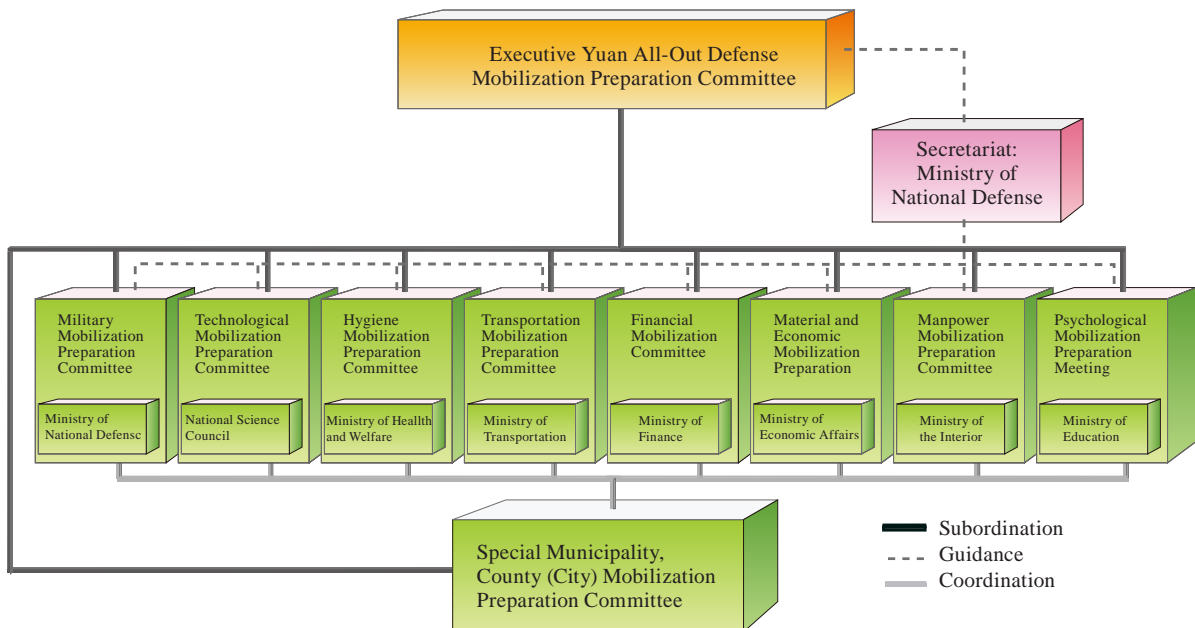 Executive Yuan All-Out Defense
Mobilization Preparation Committee
Secretariat:
Ministry of
National Defense
Military
Mobilization
Preparation
Committee
Ministry of
National Defensc
Technological
Mobilization
Preparation
Committee
National Science
Council
Hygiene
Mobilization
Preparation
Committee
Ministry of Heallth
and Welfare
Transportation
Mobilization
Preparation
Committee
Ministry of
Transportation
Financial
Mobilization
Committee
Ministry of
Finance
Material and
Economic
Mobilization
Preparation
Ministry of
Economic Affairs
Manpower
Mobilization
Preparation
Committee
Ministry of
the Interior
Psychological
Mobilization
Preparation
Meeting
Ministry of
Education
Special Municipality,
County (City) Mobilization
Preparation Committee
Subordination
Guidance
Coordination